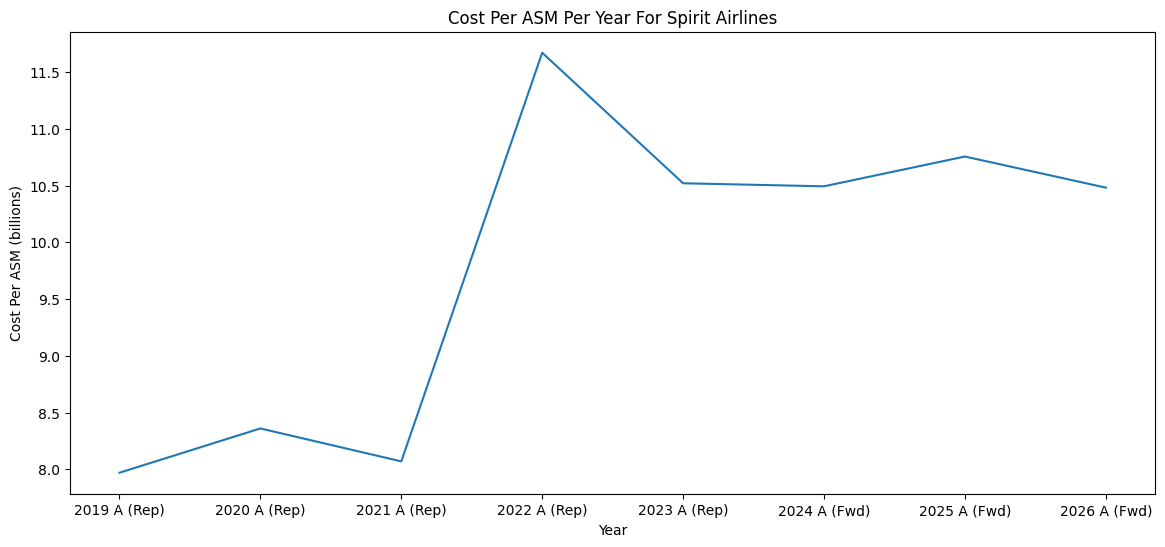 Cost Per ASM Per Year For Spirit Airlines
Cost Per ASM (billions)
11.5
11.0
10.5
10.0
9.5
9.0
8.5
8.0
2019 A (Rep) 2020 A (Rep) 2021 A (Rep) 2022 A (Rep) 2023 A (Rep) 2024 A (Fwd) 2025 A (Fwd) 2026 A (Fwd)
Year